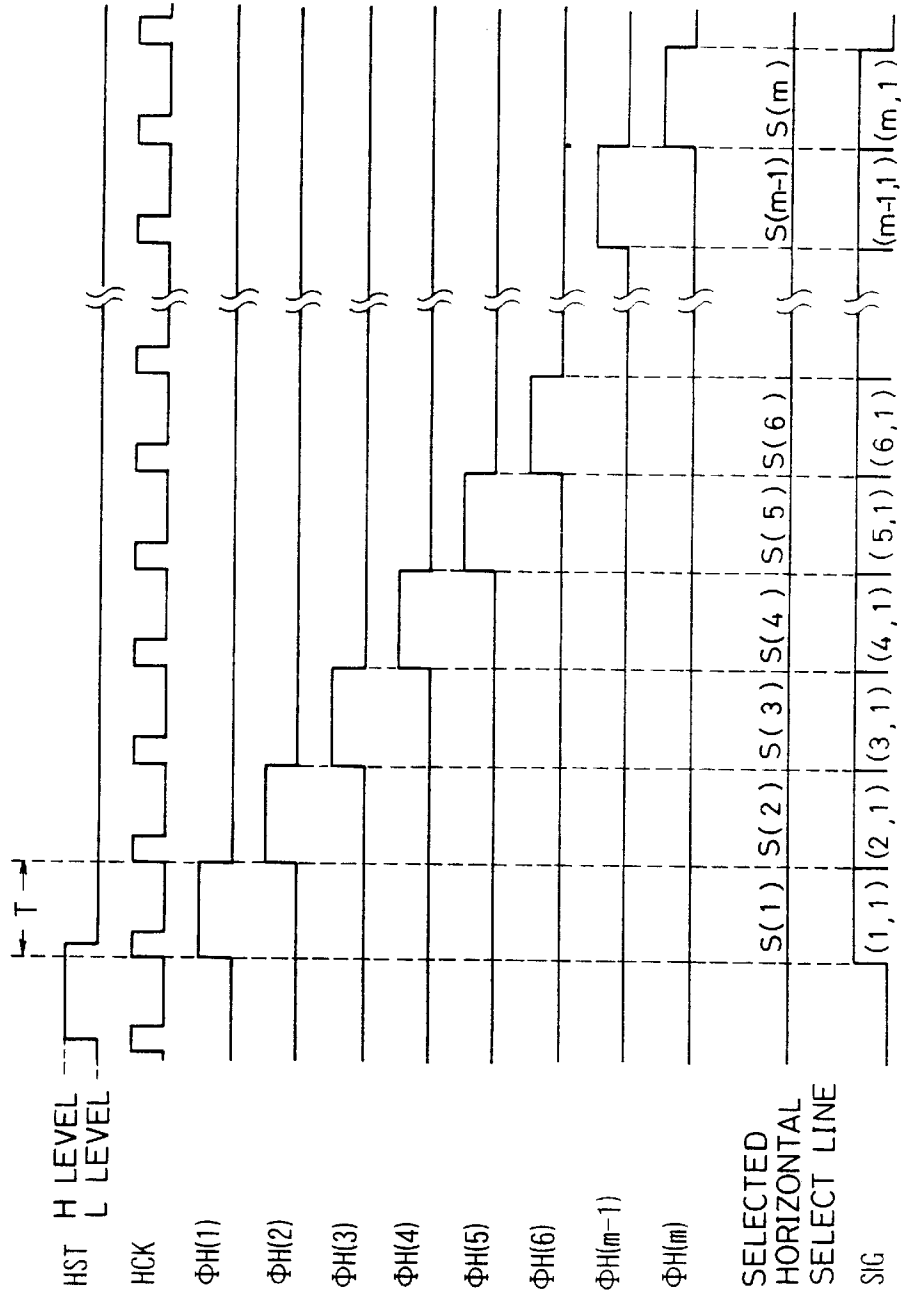 T
HST H LEVEL
L LEVEL
HCK
ΦH(1)
ΦH(2)
ΦH(3)
ΦH(4)
ΦH(5)
ΦH(6)
ΦH(m-1)
ΦH(m)
SELECTED
HORIZONTAL
SELECT LINE
S(1) S(2) S(3) S(4) S(5) S(6) S(m-1) S(m)
SIG (1,1) (2,1) (3,1) (4,1) (5,1) (6,1) (m-1,1) (m,1)